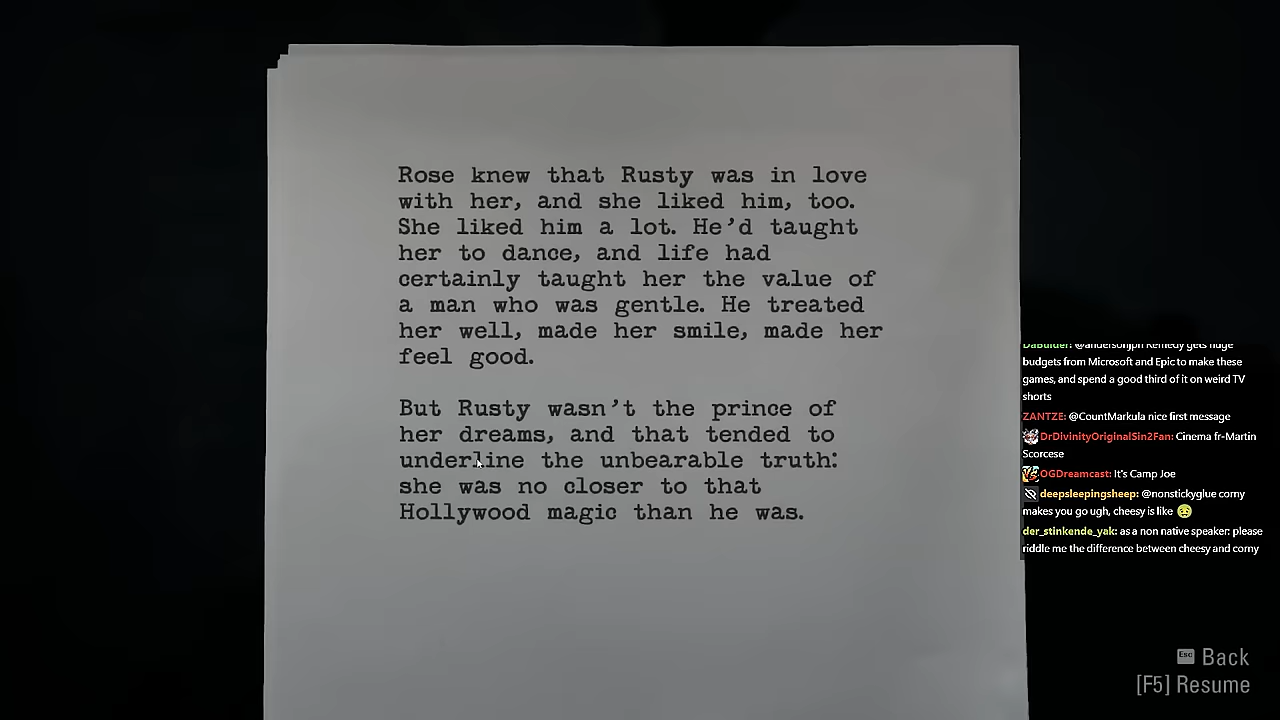 Rose knew that Rusty was in love
with her, and she liked him, too.
She liked him a lot. He'd taught
her to dance, and life had
certainly taught her the value of
a man who was gentle. He treated
her well, made her smile, made her
feel good.
But Rusty wasn't the prince of
her dreams, and that tended to
underline the unbearable truth:
she was no closer to that
Hollywood magic than he was.
DaBuilder: @andersonjph Remedy gets huge
budgets from Microsoft and Epic to make these
games, and spend a good third of it on weird TV
shorts
ZANTZE: @CountMarkula nice first message
DrDivinityOriginalSin2Fan: Cinema fr-Martin
Scorcese
OGDreamcast: It's Camp Joe
deepsleepingsheep: @nonstickyglue corny
makes you go ugh, cheesy is like 🤢
der_stinkende_yak: as a non native speaker: please
riddle me the difference between cheesy and corny
Esc Back
[F5] Resume